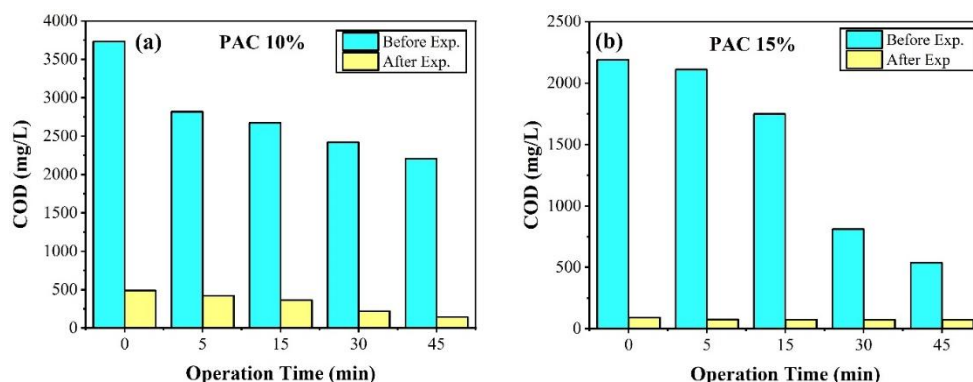 (a)
PAC 10%
Before Exp.
After Exp.
COD (mg/L)
4000
3500
3000
2500
2000
1500
1000
500
0
0 5 15 30 45
Operation Time (min)
(b)
PAC 15%
Before Exp.
After Exp
COD (mg/L)
2500
2000
1500
1000
500
0
0 5 15 30 45
Operation Time (min)